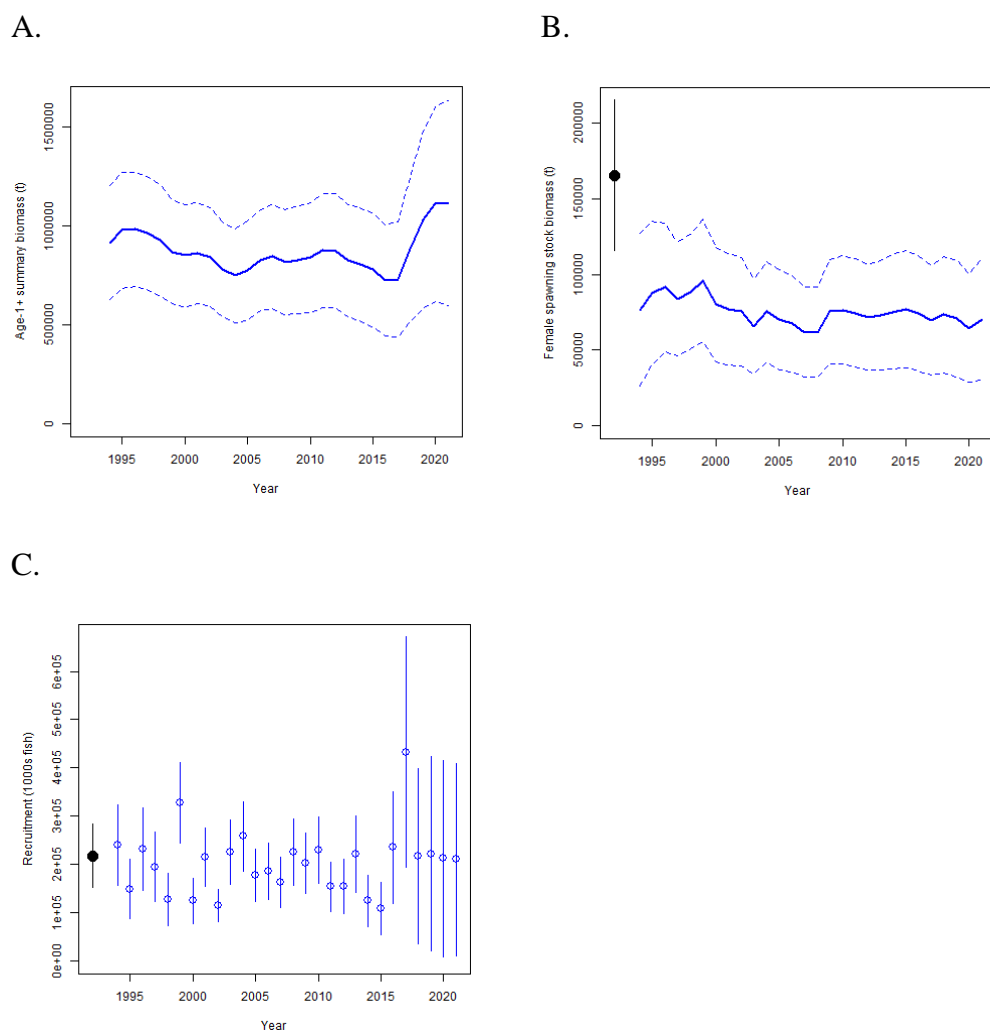 A.
Age-1 + summary biomass (t)
1500000
1000000
500000
0
1995 2000 2005 2010 2015 2020
Year
B.
Female spawning stock biomass (t)
200000
150000
100000
50000
0
1995 2000 2005 2010 2015 2020
Year
C.
Recruitment (1000s fish)
6e+05
5e+05
4e+05
3e+05
2e+05
1e+05
0e+00
1995 2000 2005 2010 2015 2020
Year